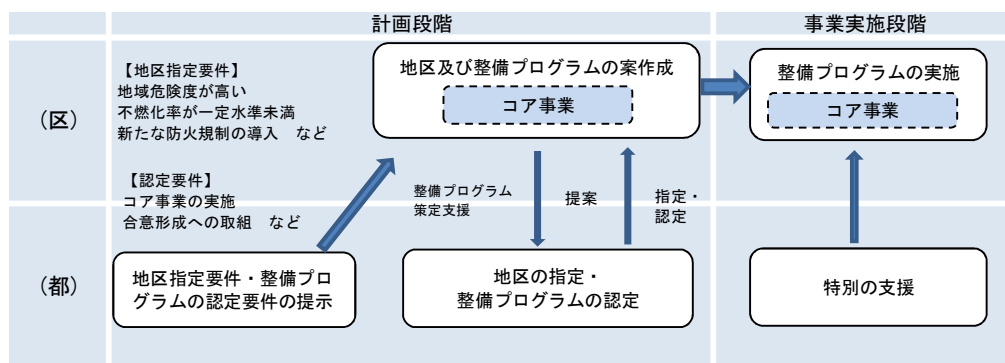 計画段階
事業実施段階
（区）
【地区指定要件】
地域危険度が高い
不燃化率が一定水準未満
新たな防火規制の導入　など
【認定要件】
コア事業の実施
合意形成への取組　など
地区及び整備プログラムの案作成
コア事業
整備プログラムの実施
コア事業
整備プログラム
策定支援
提案
指定・
認定
（都）
地区指定要件・整備プロ
グラムの認定要件の提示
地区の指定・
整備プログラムの認定
特別の支援